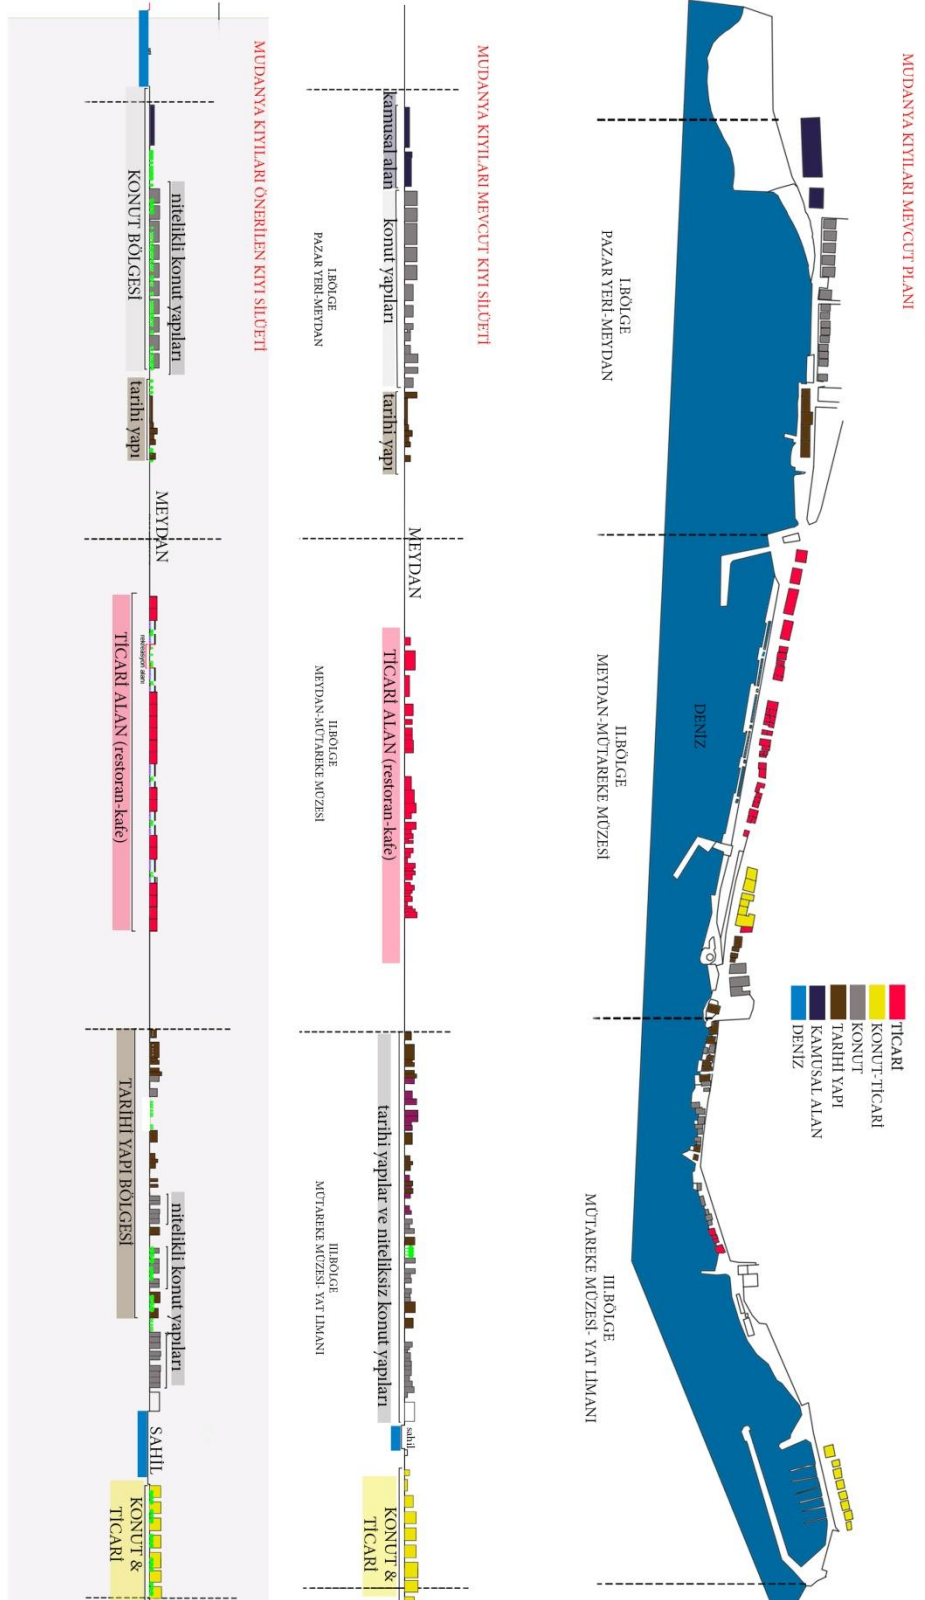 MUDANYA KIYILARI MEVCUT PLANI
I.BÖLGE
PAZAR YERİ-MEYDAN
II.BÖLGE
MEYDAN-MÜTAREKE MÜZESİ
III.BÖLGE
MÜTAREKE MÜZESİ- YAT LİMANI
DENİZ
TİCARİ
KONUT-TİCARİ
KONUT
TARİHİ YAPI
KAMUSAL ALAN
DENİZ
MUDANYA KIYILARI MEVCUT KIYI SİLÜETİ
kamusal alan
konut yapıları
tarihi yapı
MEYDAN
TİCARİ ALAN (restoran-kafe)
tarihi yapılar ve niteliksiz konut yapıları
sahil
KONUT &
TİCARİ
I.BÖLGE
PAZAR YERİ-MEYDAN
II.BÖLGE
MEYDAN-MÜTAREKE MÜZESİ
III.BÖLGE
MÜTAREKE MÜZESİ- YAT LİMANI
MUDANYA KIYILARI ÖNERİLEN KIYI SİLÜETİ
nitelikli konut yapıları
KONUT BÖLGESİ
tarihi yapı
MEYDAN
rekreasyon alanı
TİCARİ ALAN (restoran-kafe)
TARİHİ YAPI BÖLGESİ
nitelikli konut yapıları
SAHİL
KONUT &
TİCARİ